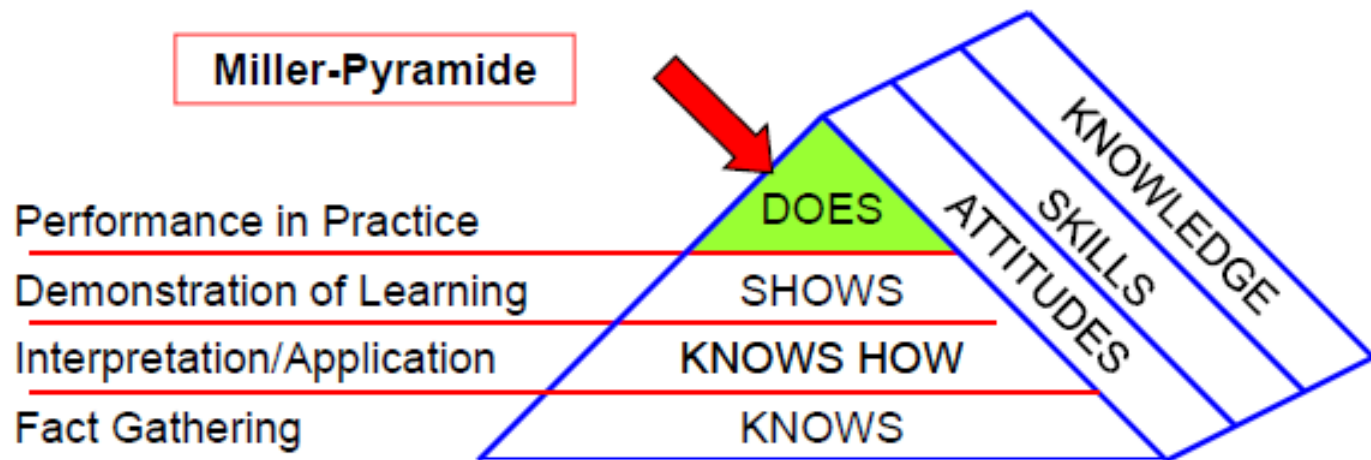 Miller-Pyramide
Performance in Practice
DOES
Demonstration of Learning
SHOWS
Interpretation/Application
KNOWS HOW
Fact Gathering
KNOWS
ATTITUDES
SKILLS
KNOWLEDGE